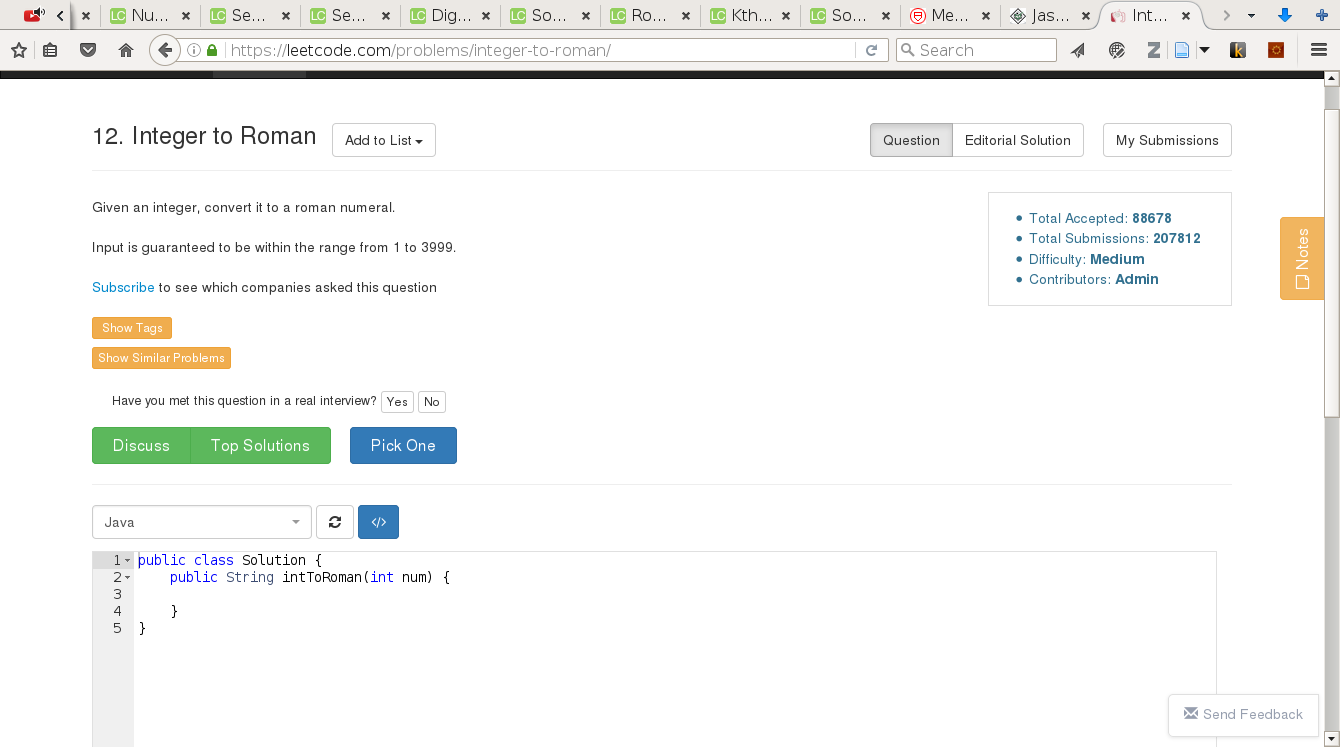 Nu... Se... Se... Dig... So... Ro... Kth... So... Me... Jas... Int...
https://leetcode.com/problems/integer-to-roman/ Search
12. Integer to Roman Add to List Question Editorial Solution My Submissions
Given an integer, convert it to a roman numeral.
Input is guaranteed to be within the range from 1 to 3999.
Subscribe to see which companies asked this question
Total Accepted: 88678
Total Submissions: 207812
Difficulty: Medium
Contributors: Admin
Notes
Show Tags
Show Similar Problems
Have you met this question in a real interview? Yes No
Discuss Top Solutions Pick One
Java </>
1 public class Solution {
2 public String intToRoman(int num) {
3
4 }
5 }
Send Feedback